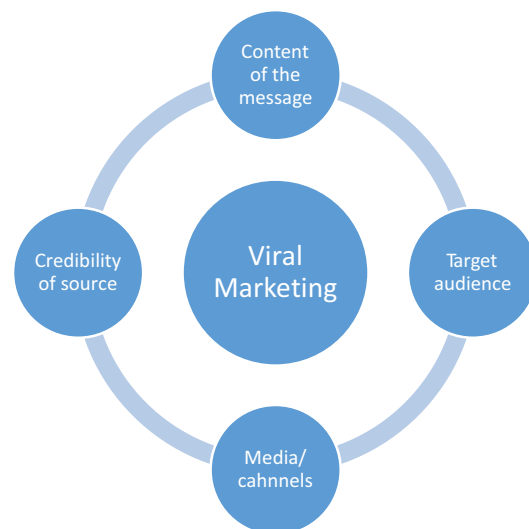 Content
of the
message
Credibility
of source
Viral
Marketing
Target
audience
Media/
cahnnels